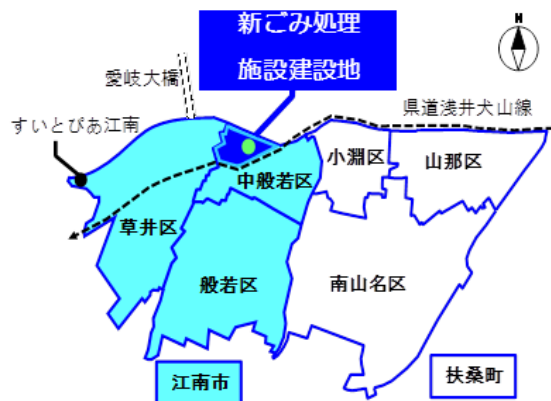 新ごみ処理
施設建設地
N
愛岐大橋
県道浅井犬山線
すいとぴあ江南
小淵区
山那区
中般若区
草井区
般若区
南山名区
江南市
扶桑町